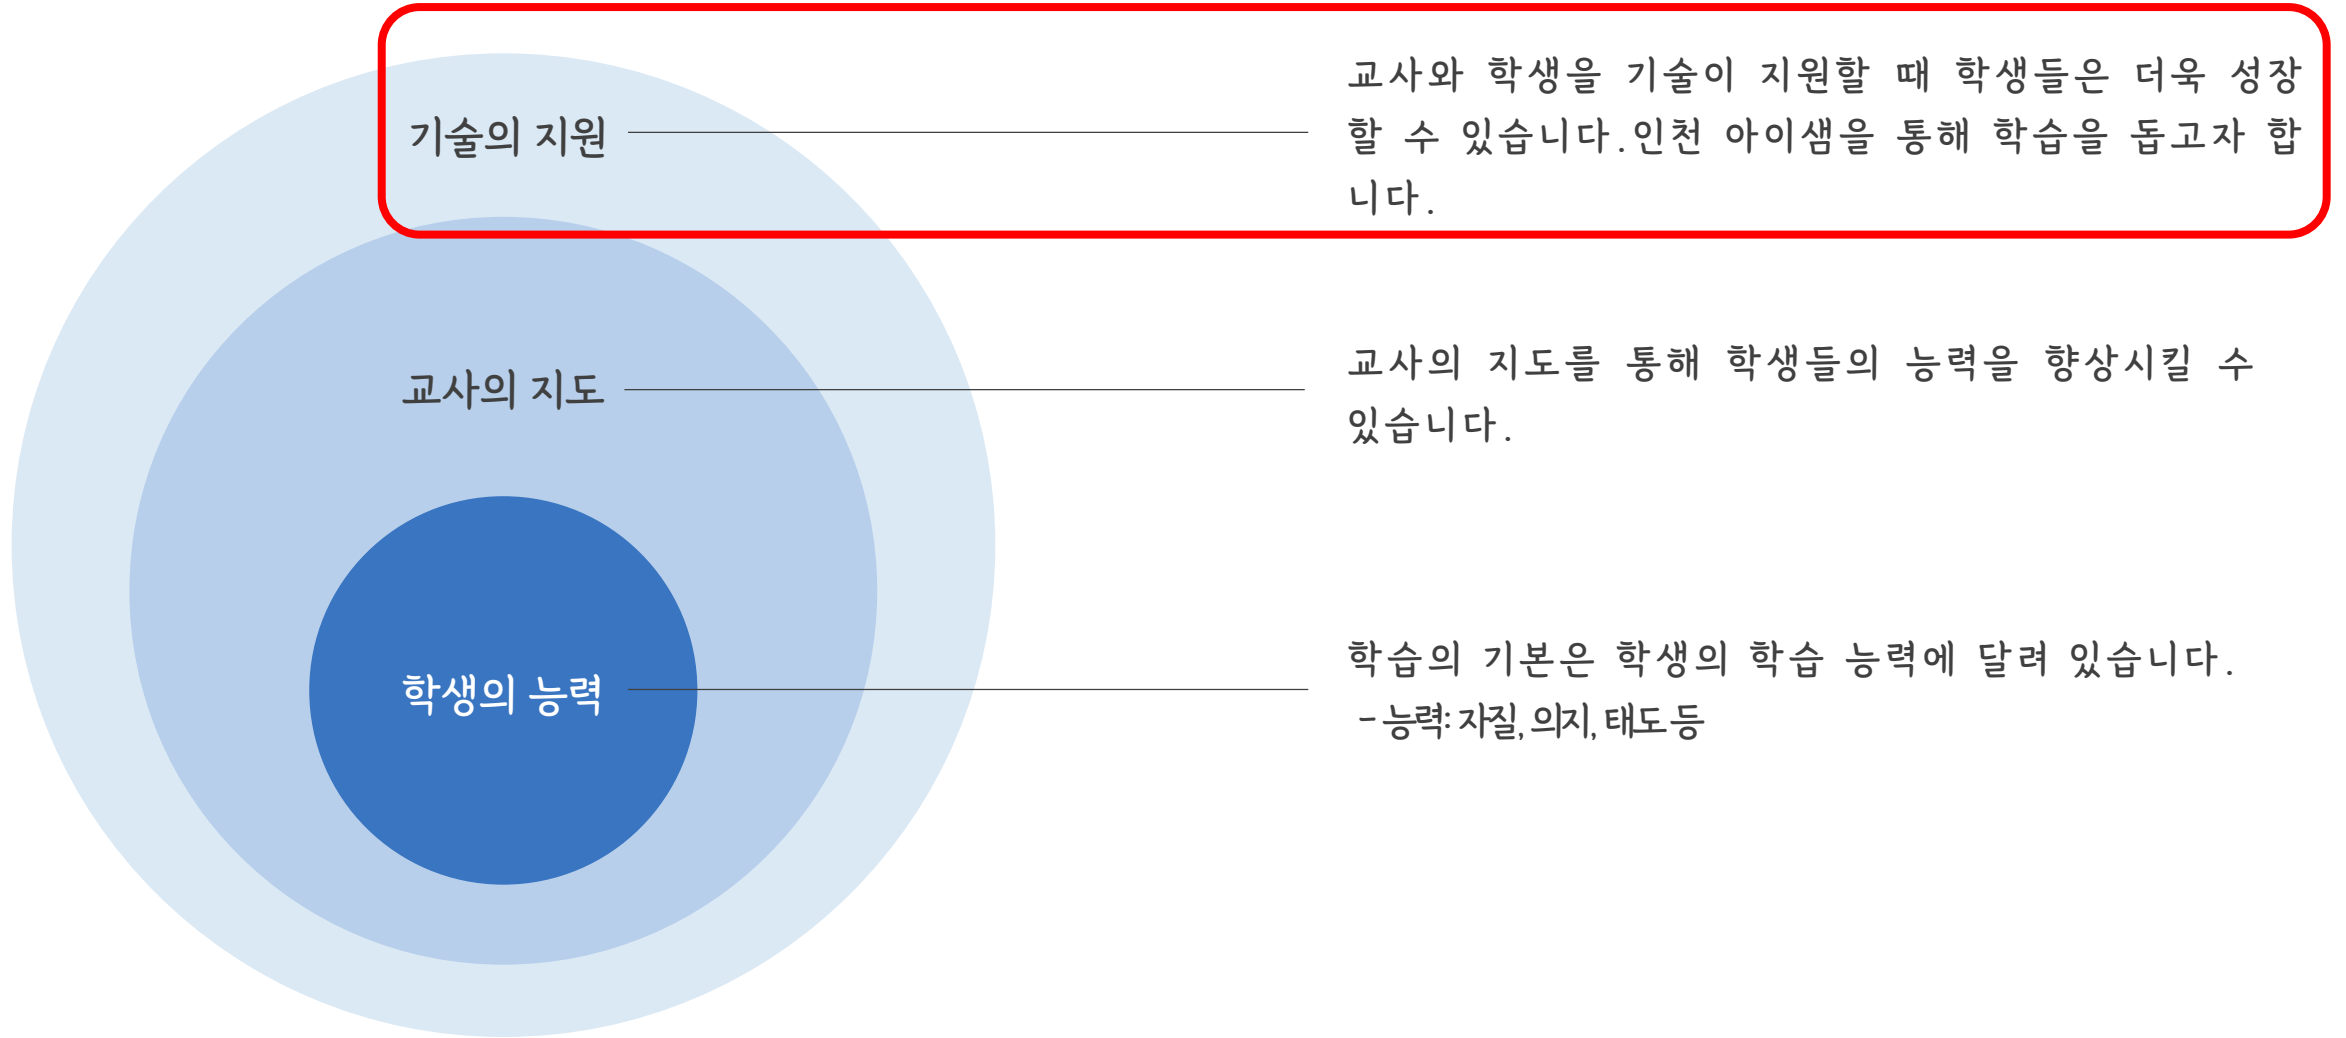 기술의 지원
교사와 학생을 기술이 지원할 때 학생들은 더욱 성장
할 수 있습니다.인천 아이샘을 통해 학습을 돕고자 합
니다.
교사의 지도
교사의 지도를 통해 학생들의 능력을 향상시킬 수
있습니다.
학생의 능력
학습의 기본은 학생의 학습 능력에 달려 있습니다.
- 능력: 자질, 의지, 태도 등